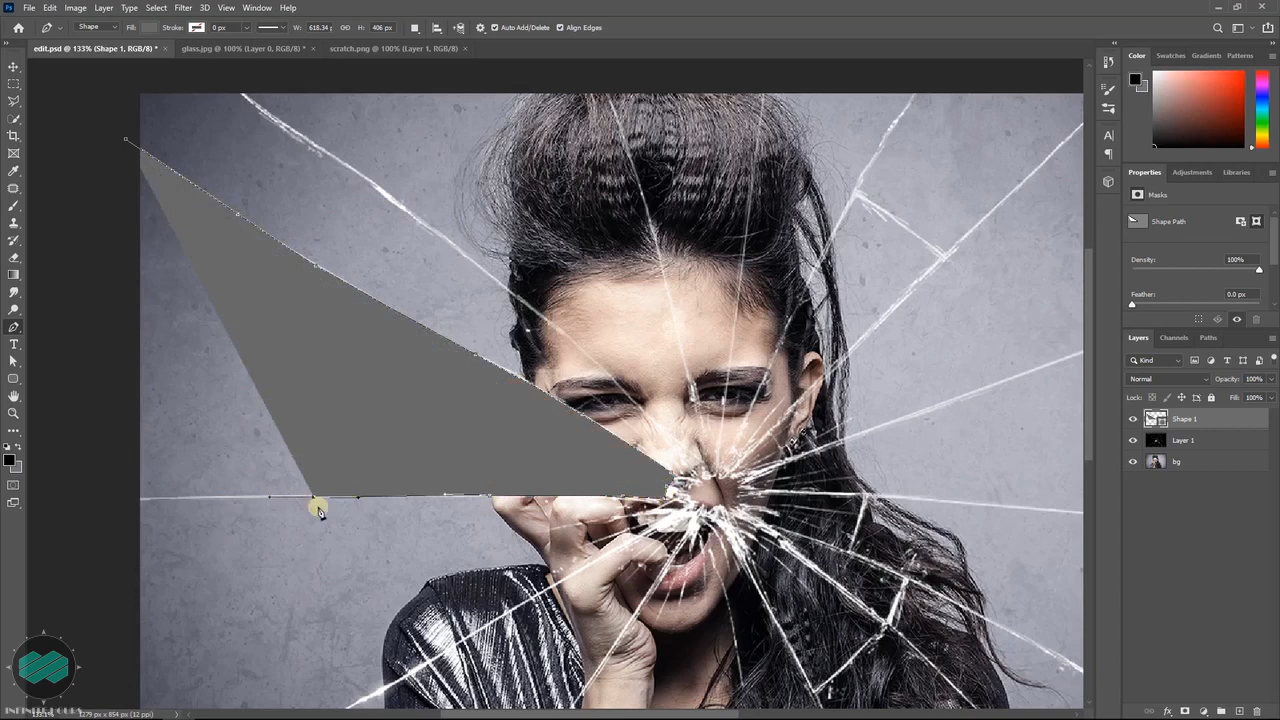 File Edit Image Layer Type Select Filter 3D View Window Help
Shape Fill: Stroke: 0 px W: 618.34 H: 406 px Auto Add/Delete Align Edges
edit.psd @ 133% (Shape 1, RGB/8) * × glass.jpg @ 100% (Layer 0, RGB/8) * × scratch.png @ 100% (Layer 1, RGB/8) ×
Color Swatches Gradients Patterns
Properties Adjustments Libraries
Masks
Shape Path
Density: 100%
Feather: 0.0 px
Layers Channels Paths
Kind
Normal Opacity: 100%
Lock: Fill: 100%
Shape 1
Layer 1
bg
INFINITE HOURS
1279 px x 854 px (12 ppi)